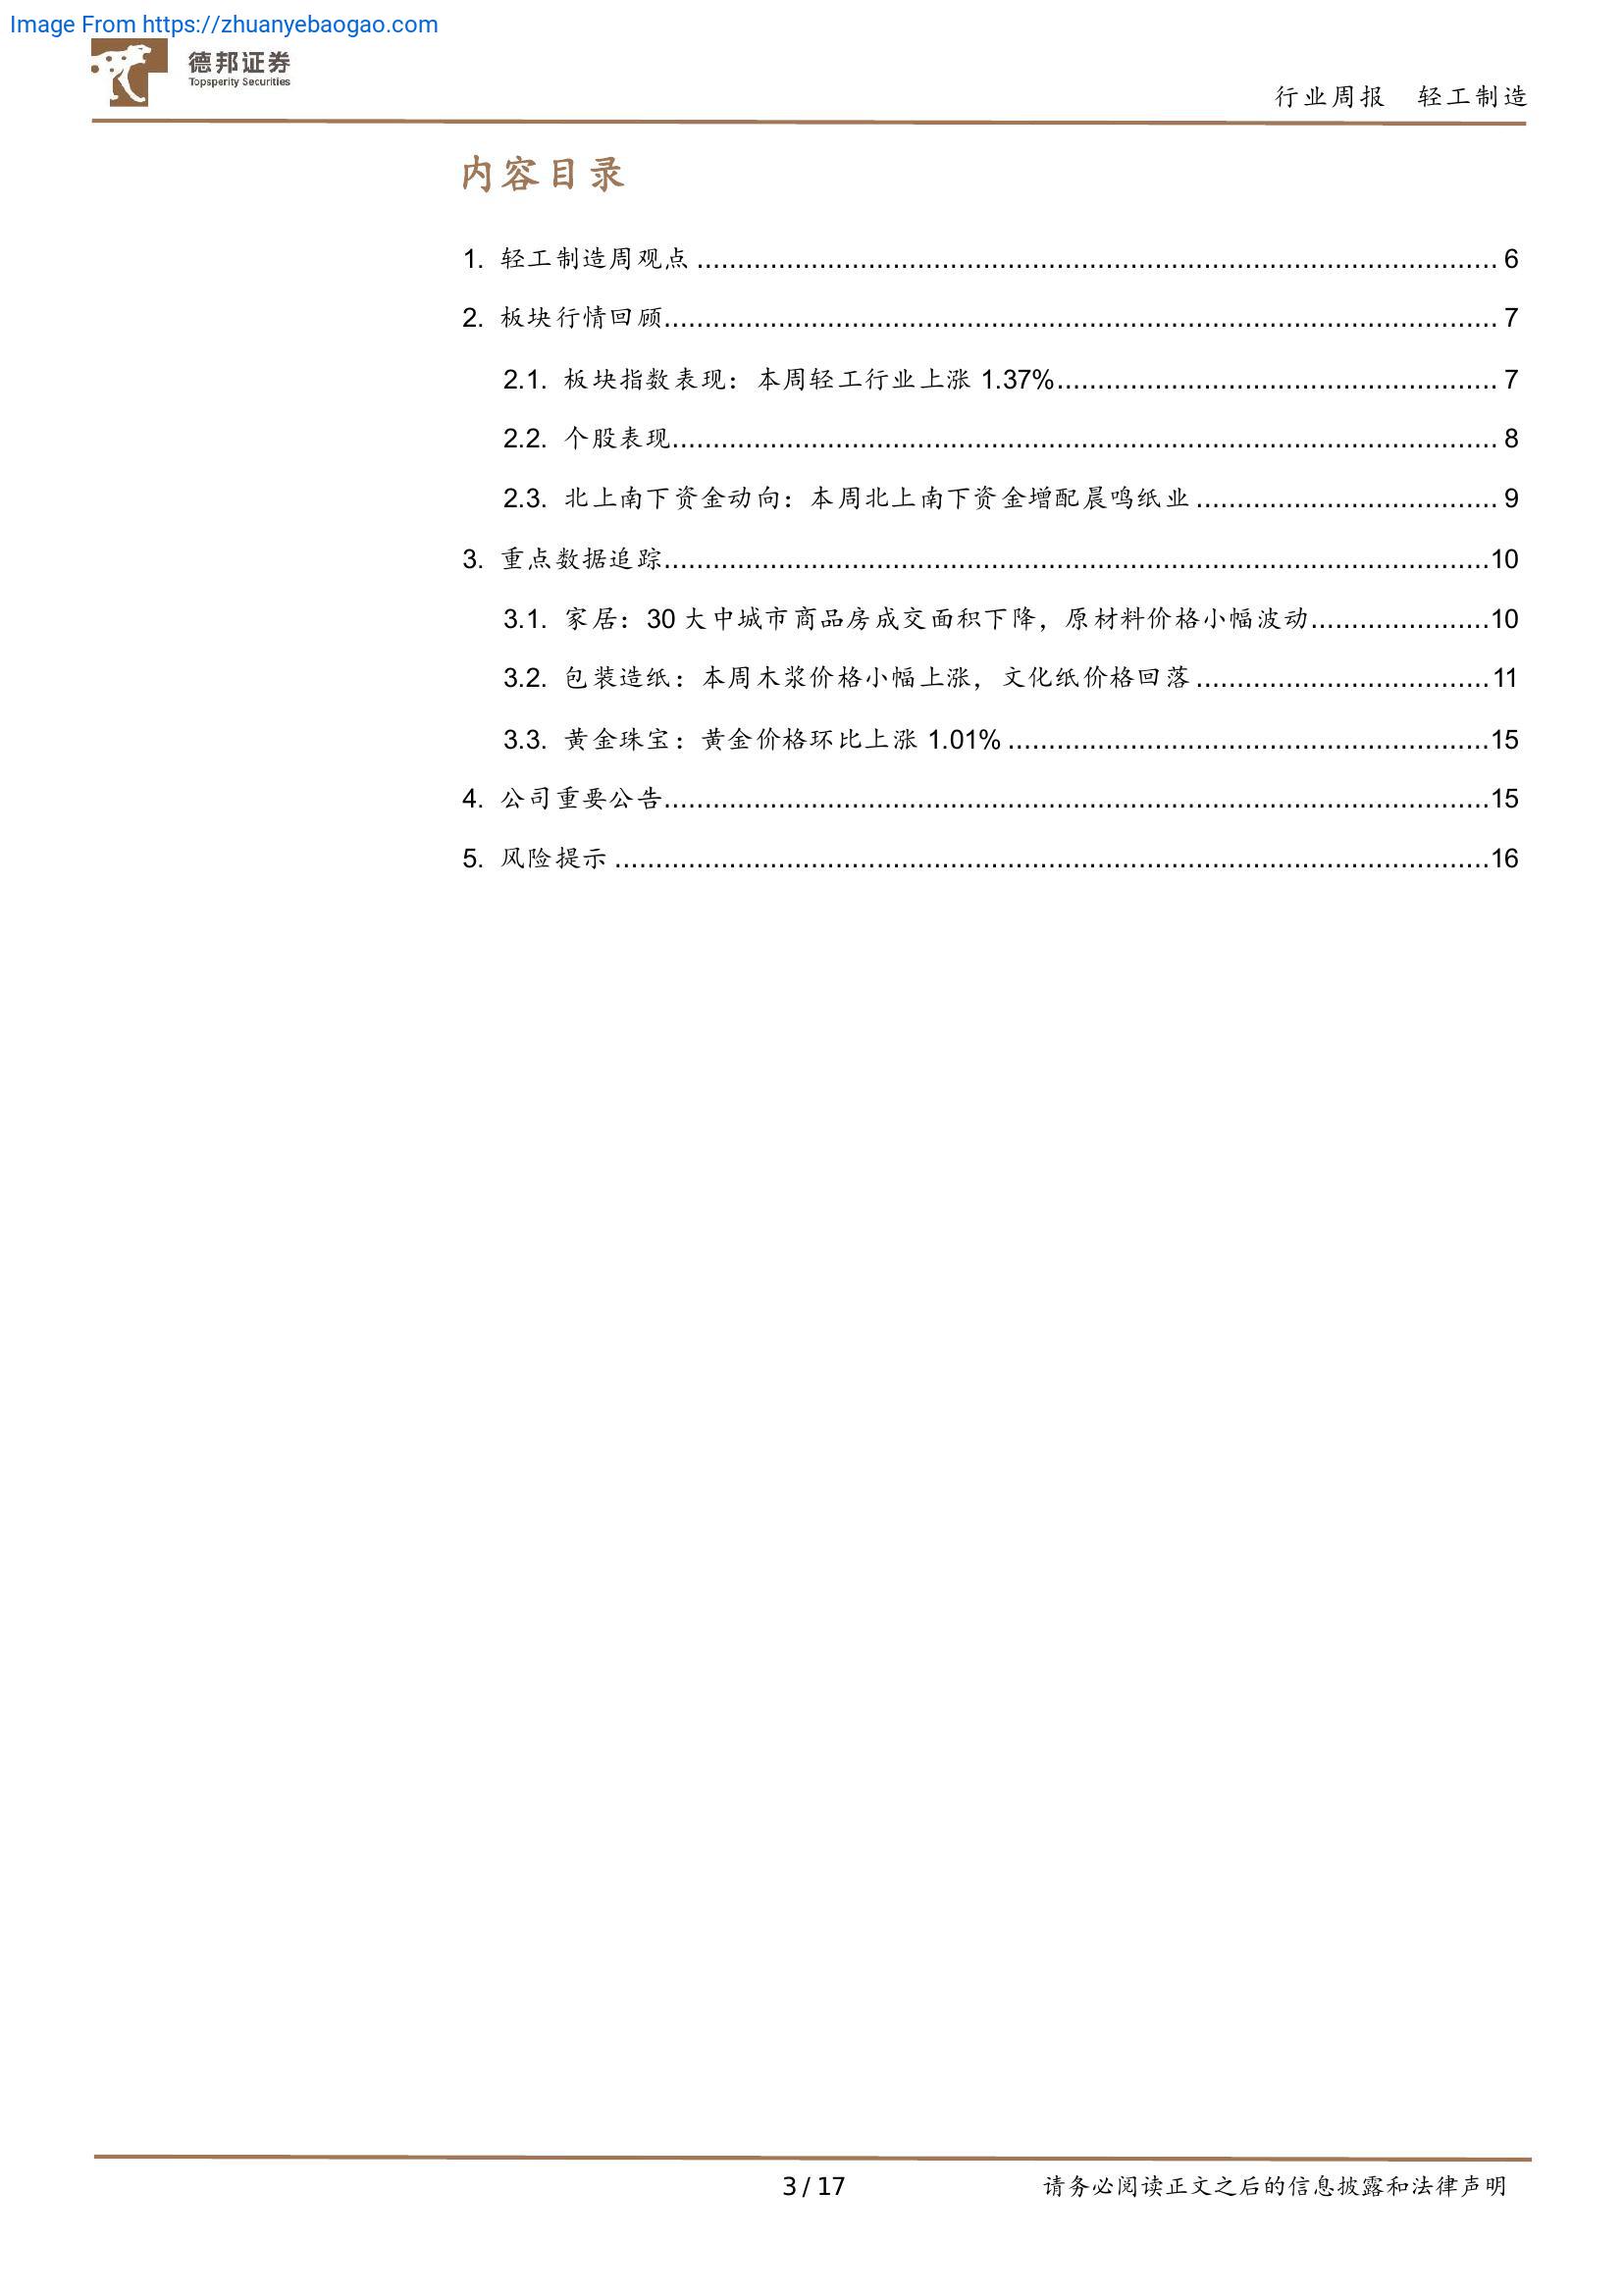 Image From https://zhuanyebaogao.com
德邦证券
Topsperity Securities
行业周报 轻工制造
内容目录
1. 轻工制造周观点 ........................................ 6
2. 板块行情回顾........................................ 7
2.1. 板块指数表现：本周轻工行业上涨 1.37%........................................ 7
2.2. 个股表现........................................ 8
2.3. 北上南下资金动向：本周北上南下资金增配晨鸣纸业 ........................................ 9
3. 重点数据追踪........................................10
3.1. 家居：30 大中城市商品房成交面积下降，原材料价格小幅波动......................10
3.2. 包装造纸：本周木浆价格小幅上涨，文化纸价格回落 ....................................11
3.3. 黄金珠宝：黄金价格环比上涨 1.01% ........................................15
4. 公司重要公告........................................15
5. 风险提示 ........................................16
3 / 17
请务必阅读正文之后的信息披露和法律声明